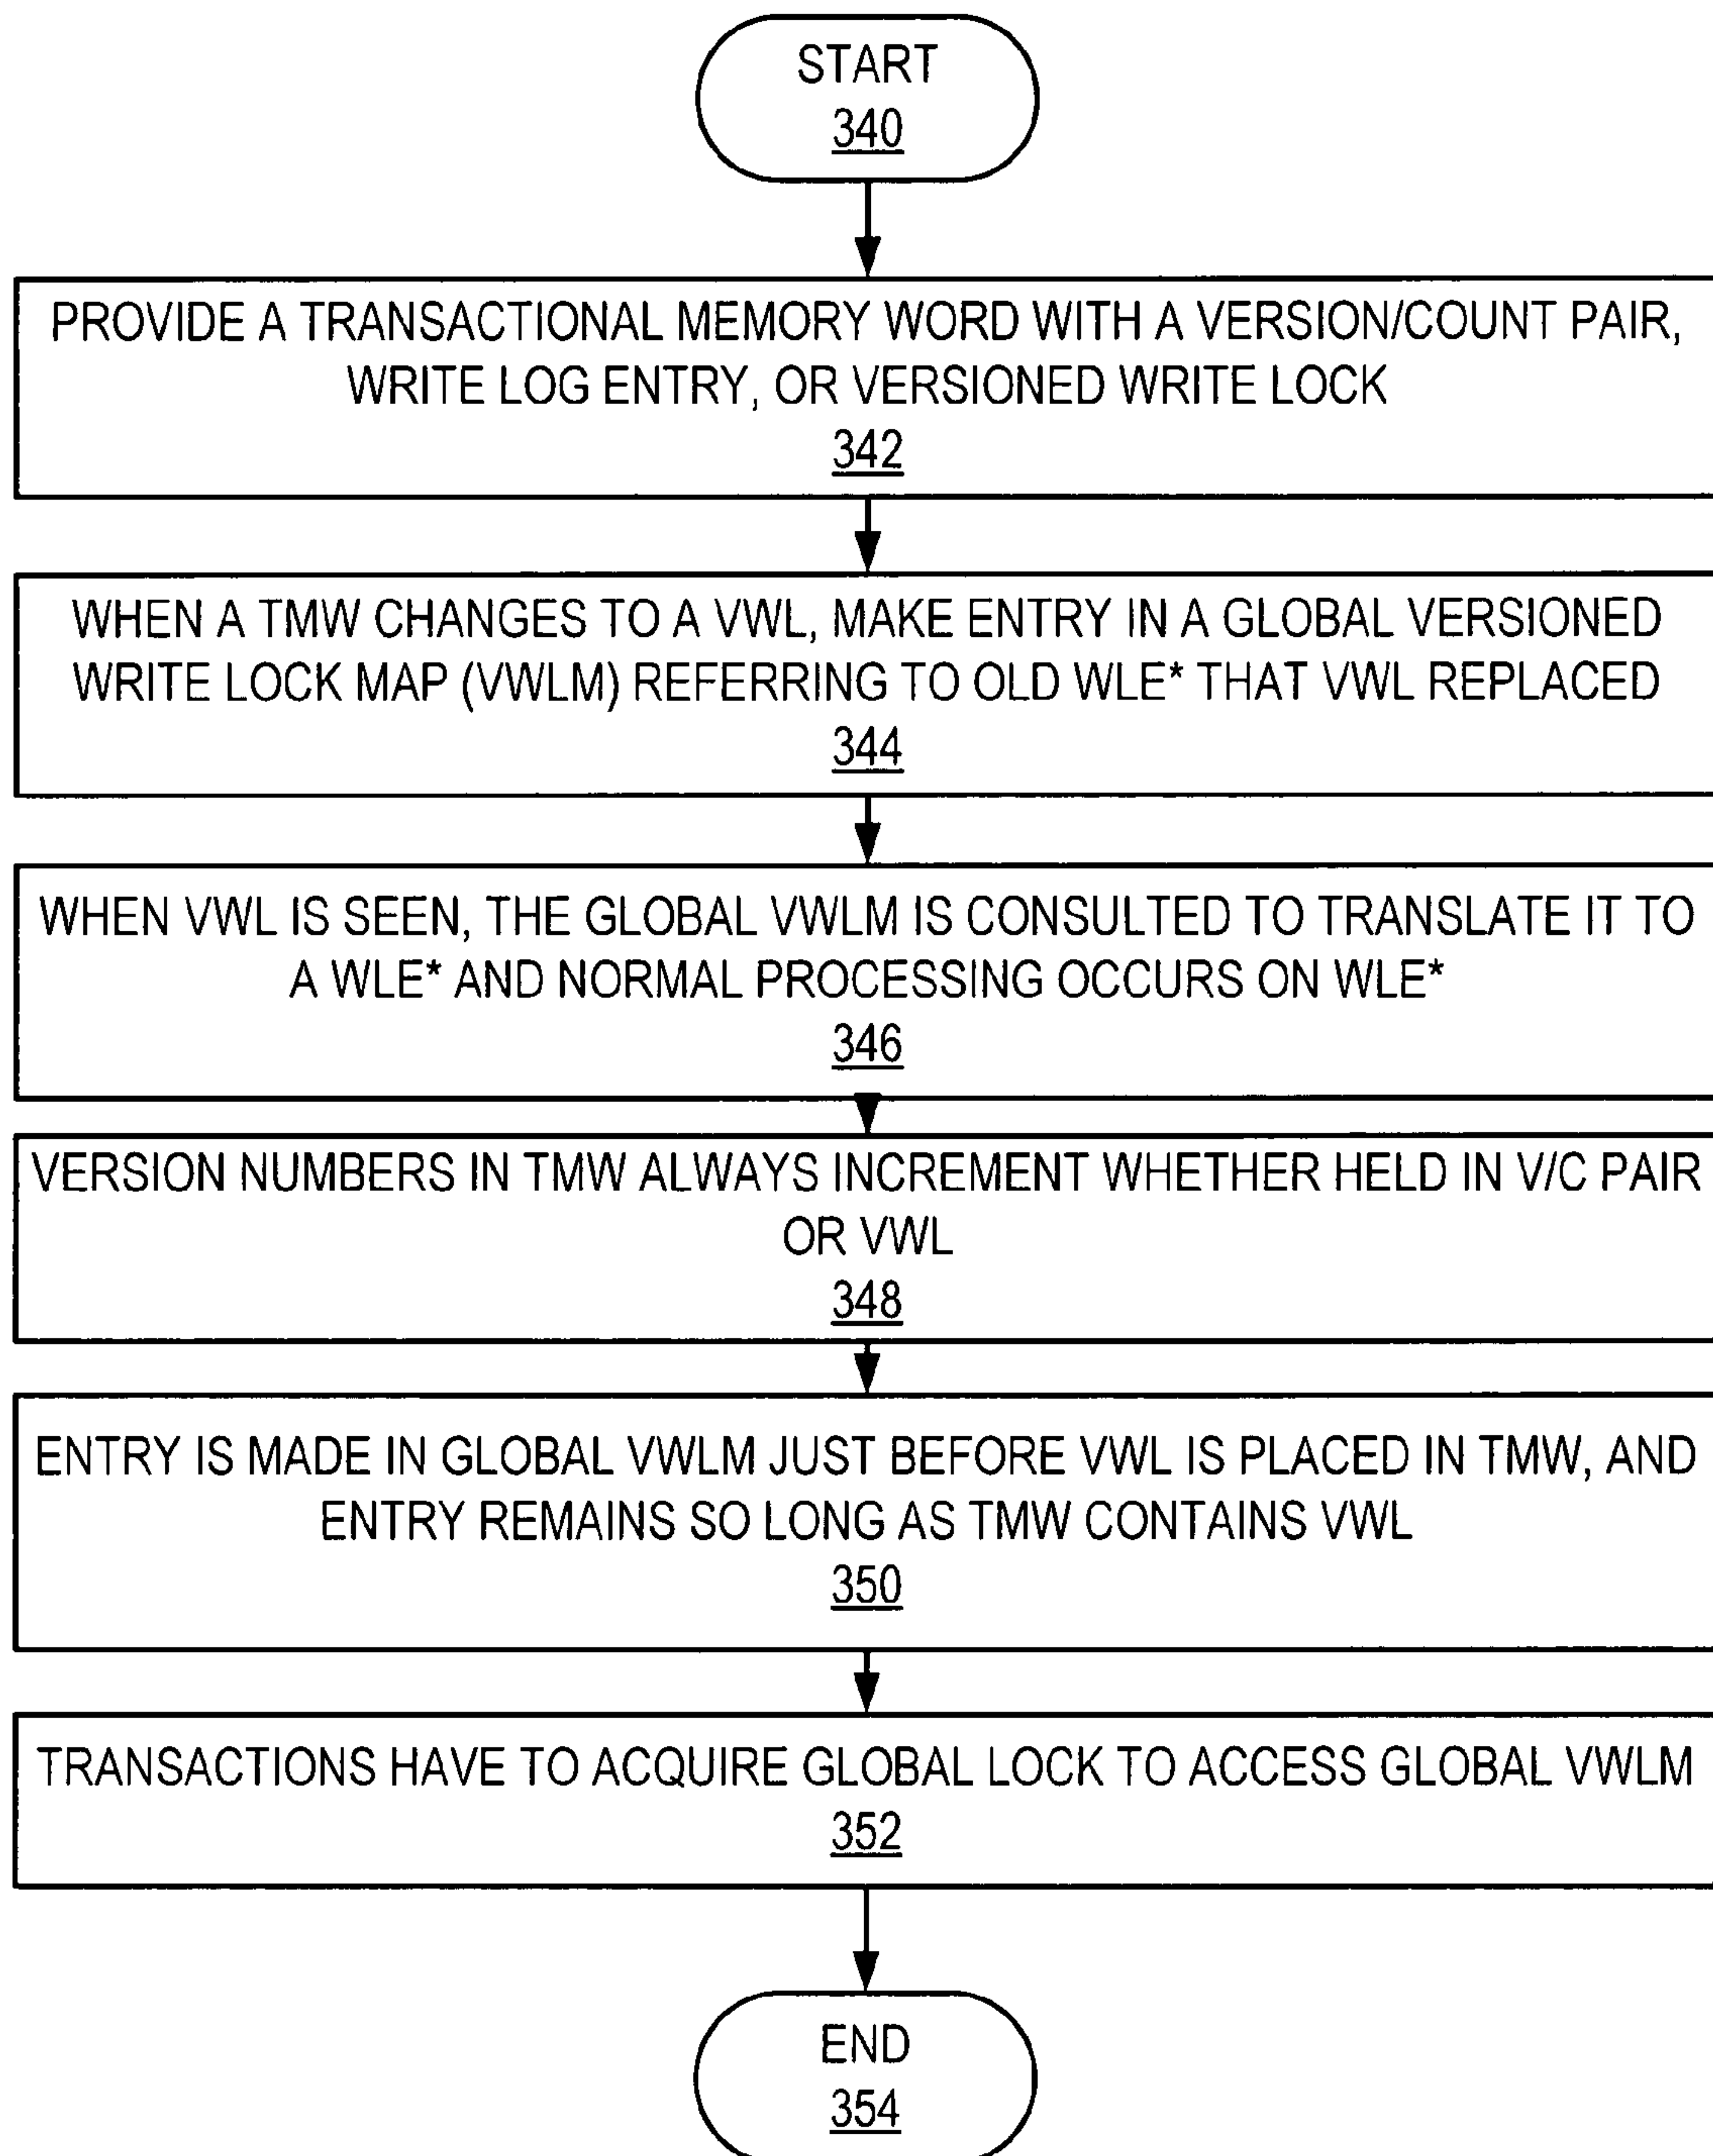 START
340
PROVIDE A TRANSACTIONAL MEMORY WORD WITH A VERSION/COUNT PAIR,
WRITE LOG ENTRY, OR VERSIONED WRITE LOCK
342
WHEN A TMW CHANGES TO A VWL, MAKE ENTRY IN A GLOBAL VERSIONED
WRITE LOCK MAP (VWLM) REFERRING TO OLD WLE* THAT VWL REPLACED
344
WHEN VWL IS SEEN, THE GLOBAL VWLM IS CONSULTED TO TRANSLATE IT TO
A WLE* AND NORMAL PROCESSING OCCURS ON WLE*
346
VERSION NUMBERS IN TMW ALWAYS INCREMENT WHETHER HELD IN V/C PAIR
OR VWL
348
ENTRY IS MADE IN GLOBAL VWLM JUST BEFORE VWL IS PLACED IN TMW, AND
ENTRY REMAINS SO LONG AS TMW CONTAINS VWL
350
TRANSACTIONS HAVE TO ACQUIRE GLOBAL LOCK TO ACCESS GLOBAL VWLM
352
END
354